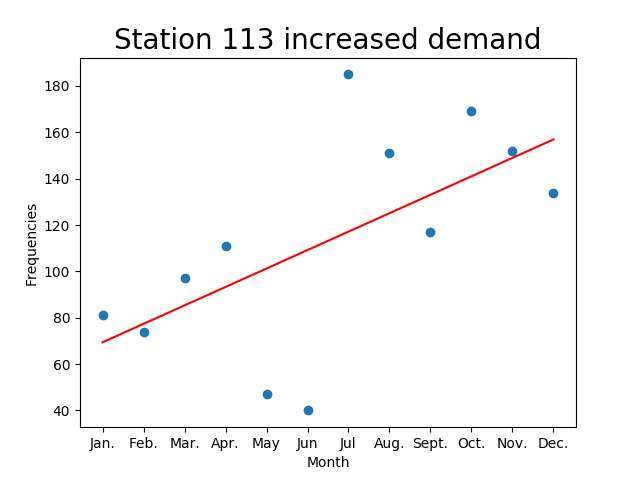 Station 113 increased demand
180
160
140
120
100
80
60
40
Frequencies
Jan. Feb. Mar. Apr. May Jun Jul Aug. Sept. Oct. Nov. Dec.
Month